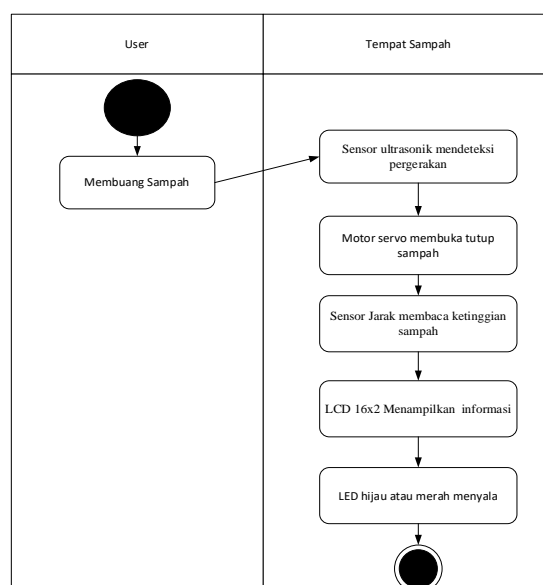 User
Tempat Sampah
Membuang Sampah
Sensor ultrasonik mendeteksi
pergerakan
Motor servo membuka tutup
sampah
Sensor Jarak membaca ketinggian
sampah
LCD 16x2 Menampilkan  informasi
LED hijau atau merah menyala